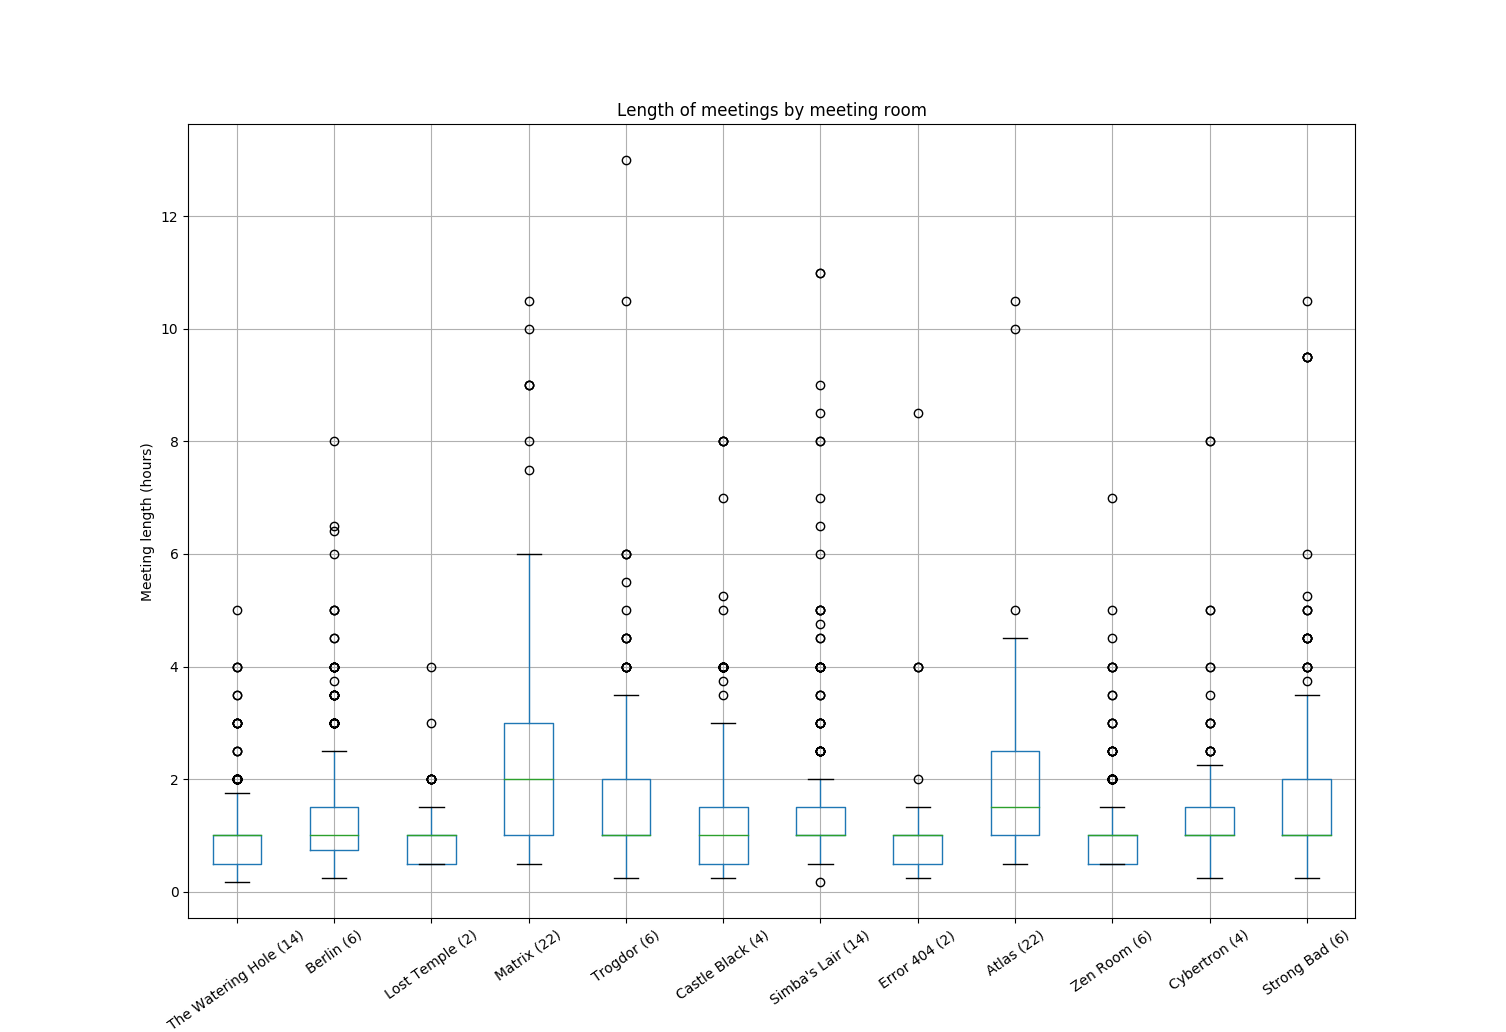 Length of meetings by meeting room
Meeting length (hours)
12
10
8
6
4
2
0
The Watering Hole (14)
Berlin (6)
Lost Temple (2)
Matrix (22)
Trogdor (6)
Castle Black (4)
Simba's Lair (14)
Error 404 (2)
Atlas (22)
Zen Room (6)
Cybertron (4)
Strong Bad (6)